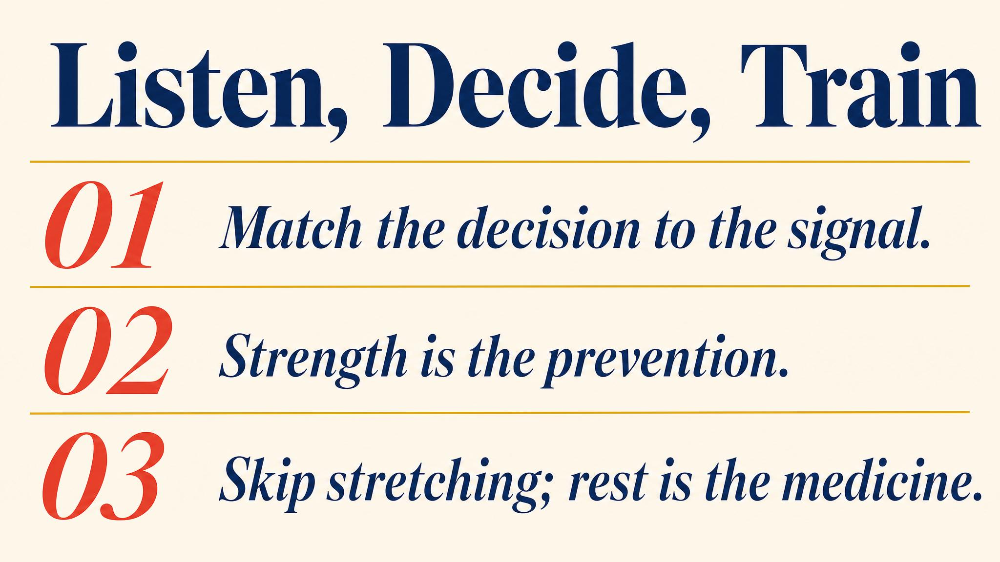 Listen, Decide, Train
01 Match the decision to the signal.
02 Strength is the prevention.
03 Skip stretching; rest is the medicine.